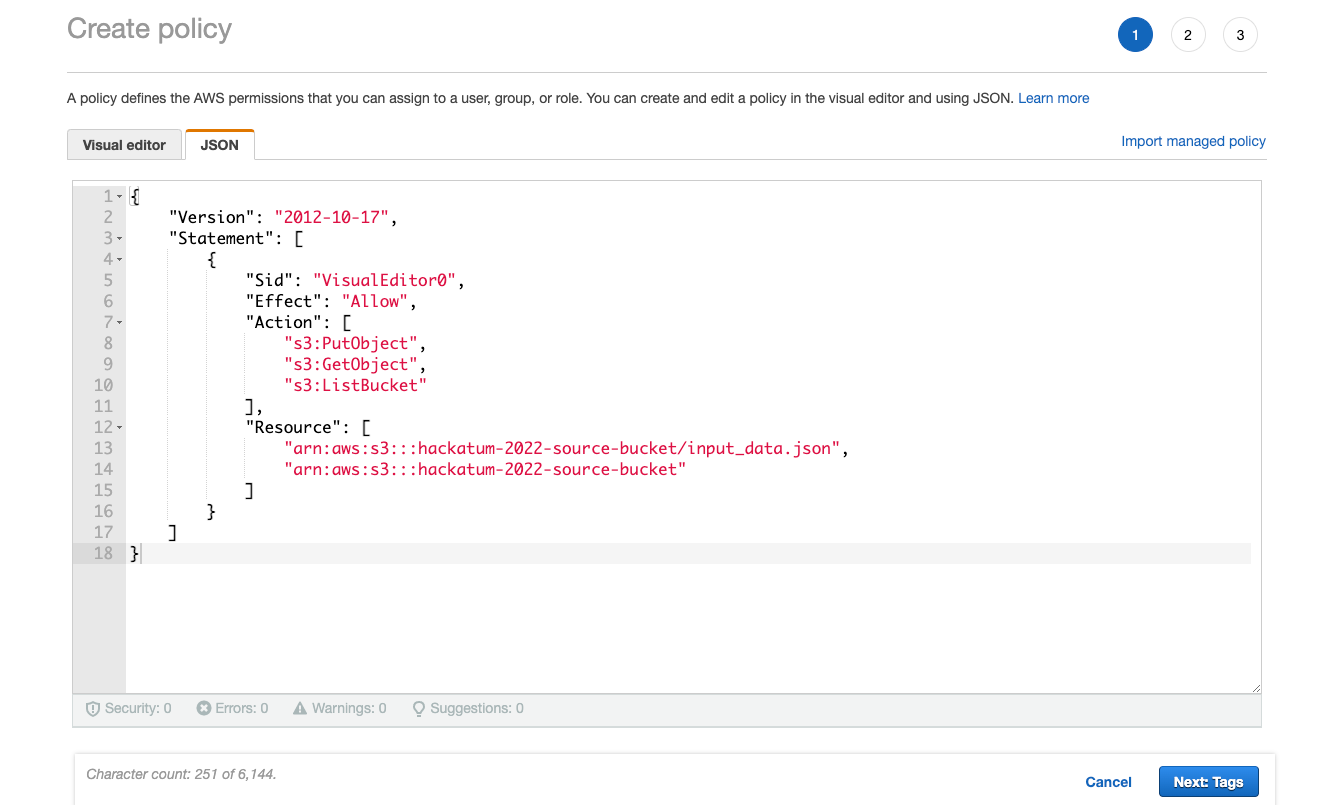 Create policy
1 2 3
A policy defines the AWS permissions that you can assign to a user, group, or role. You can create and edit a policy in the visual editor and using JSON. Learn more
Visual editor JSON Import managed policy
1 {
2     "Version": "2012-10-17",
3     "Statement": [
4         {
5             "Sid": "VisualEditor0",
6             "Effect": "Allow",
7             "Action": [
8                 "s3:PutObject",
9                 "s3:GetObject",
10                 "s3:ListBucket"
11             ],
12             "Resource": [
13                 "arn:aws:s3:::hackatum-2022-source-bucket/input_data.json",
14                 "arn:aws:s3:::hackatum-2022-source-bucket"
15             ]
16         }
17     ]
18 }
Security: 0 Errors: 0 Warnings: 0 Suggestions: 0
Character count: 251 of 6,144.
Cancel Next: Tags